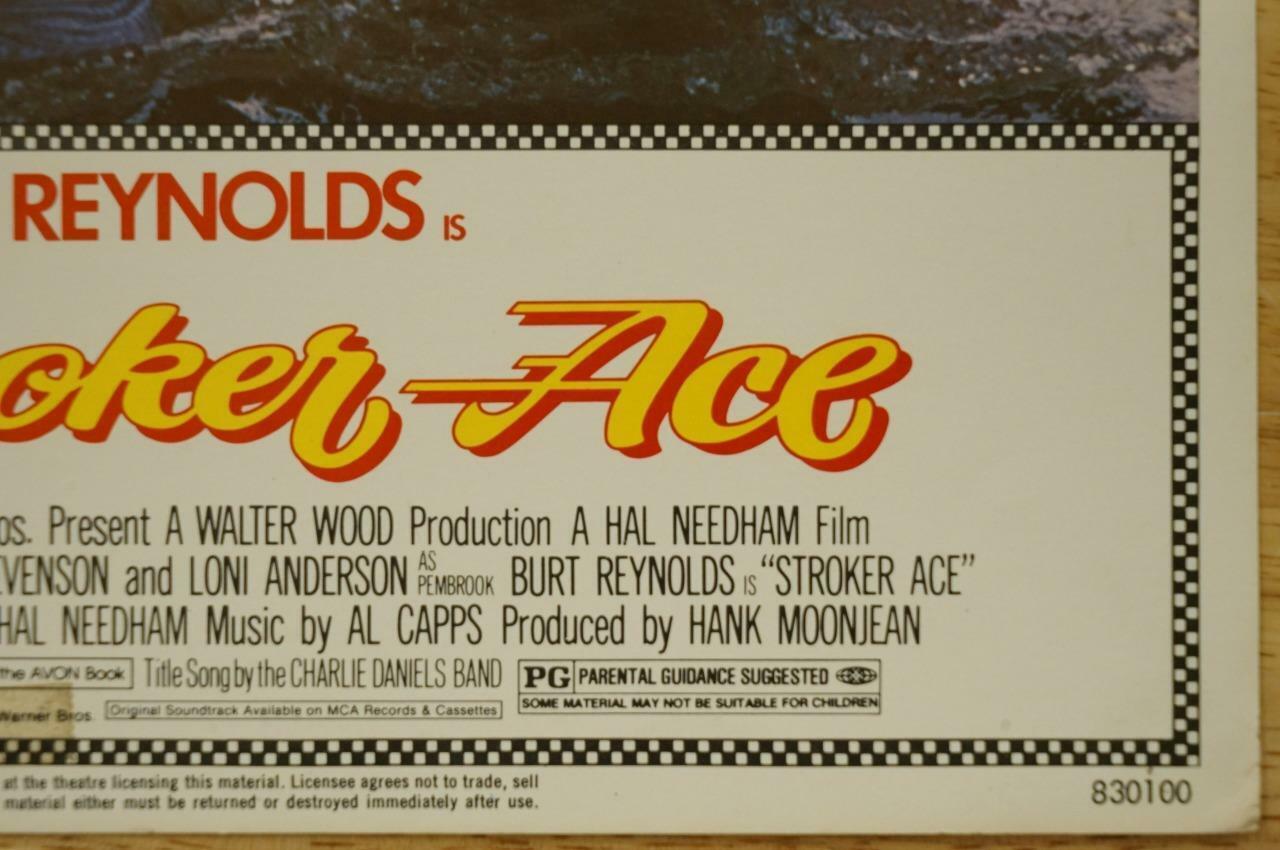 REYNOLDS IS
oker Ace
os. Present A WALTER WOOD Production A HAL NEEDHAM Film
EVENSON and LONI ANDERSON AS PEMBROOK BURT REYNOLDS IS "STROKER ACE"
HAL NEEDHAM Music by AL CAPPS Produced by HANK MOONJEAN
the AVON Book Title Song by the CHARLIE DANIELS BAND PG PARENTAL GUIDANCE SUGGESTED
SOME MATERIAL MAY NOT BE SUITABLE FOR CHILDREN
Warner Bros. Original Soundtrack Available on MCA Records & Cassettes
at the theatre licensing this material. Licensee agrees not to trade, sell
material either must be returned or destroyed immediately after use.
830100